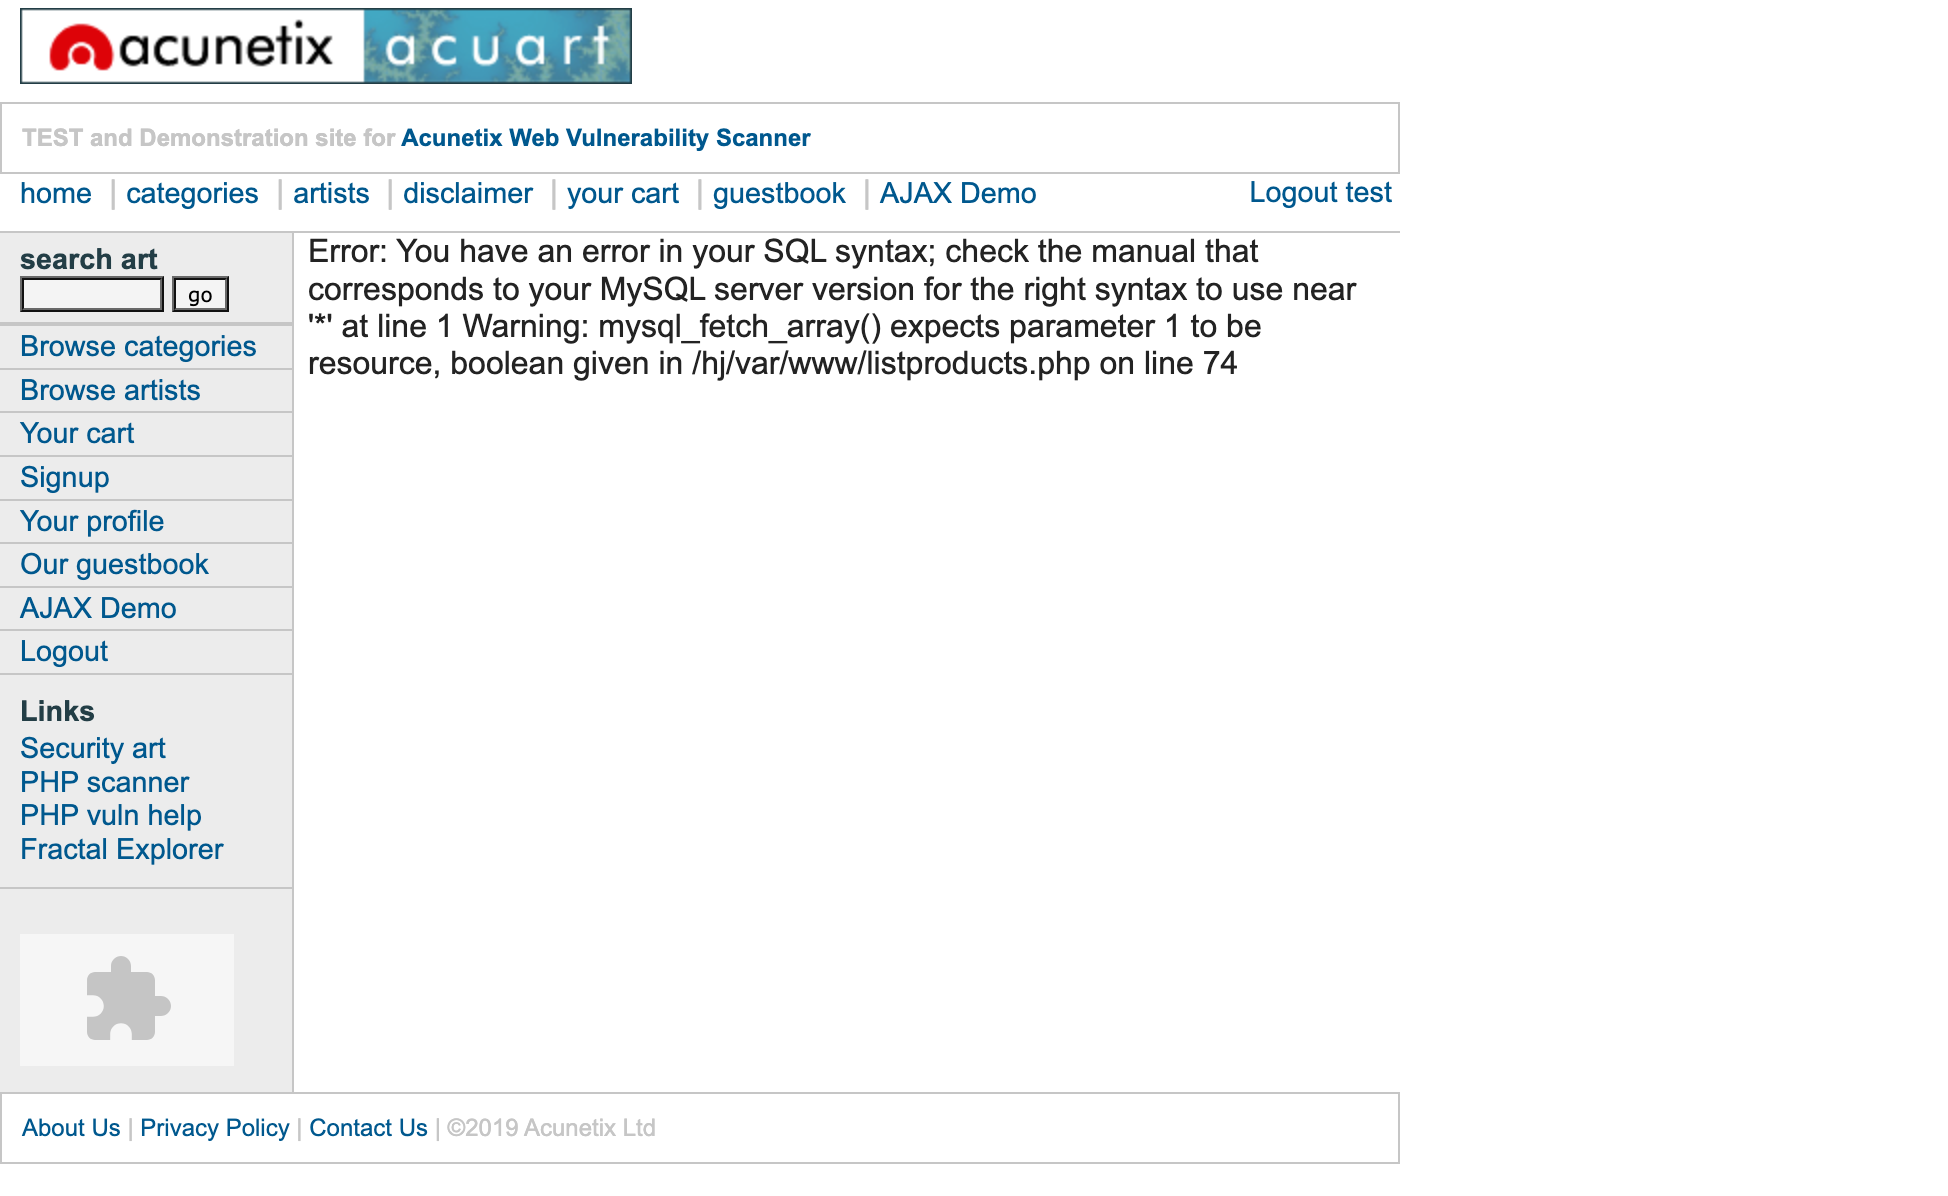 acunetix acuart
TEST and Demonstration site for Acunetix Web Vulnerability Scanner
home | categories | artists | disclaimer | your cart | guestbook | AJAX Demo Logout test
search art
go
Browse categories
Browse artists
Your cart
Signup
Your profile
Our guestbook
AJAX Demo
Logout
Links
Security art
PHP scanner
PHP vuln help
Fractal Explorer
Error: You have an error in your SQL syntax; check the manual that
corresponds to your MySQL server version for the right syntax to use near
'*' at line 1 Warning: mysql_fetch_array() expects parameter 1 to be
resource, boolean given in /hj/var/www/listproducts.php on line 74
About Us | Privacy Policy | Contact Us | ©2019 Acunetix Ltd